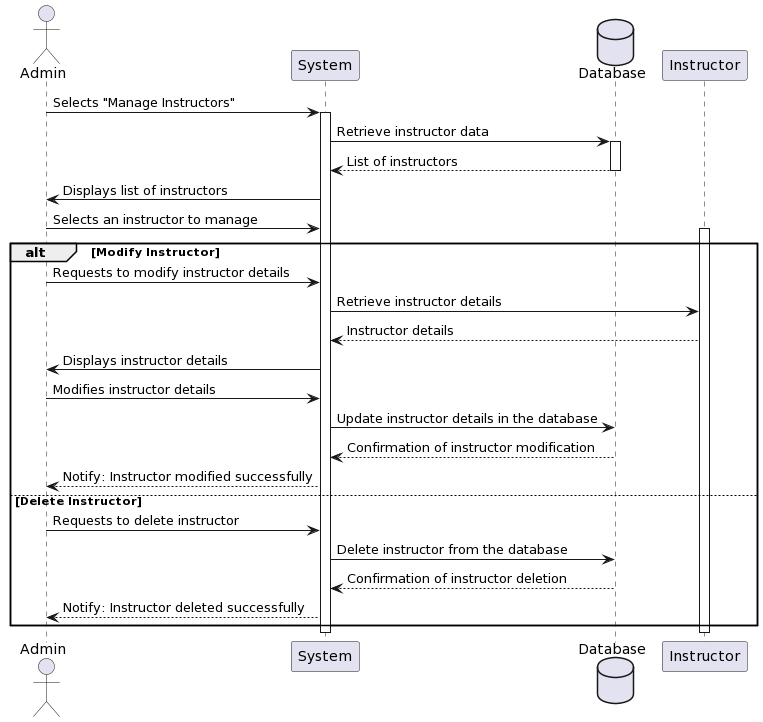 Admin
System
Database
Instructor
Selects "Manage Instructors"
Retrieve instructor data
List of instructors
Displays list of instructors
Selects an instructor to manage
alt [Modify Instructor]
Requests to modify instructor details
Retrieve instructor details
Instructor details
Displays instructor details
Modifies instructor details
Update instructor details in the database
Confirmation of instructor modification
Notify: Instructor modified successfully
[Delete Instructor]
Requests to delete instructor
Delete instructor from the database
Confirmation of instructor deletion
Notify: Instructor deleted successfully
Admin
System
Database
Instructor